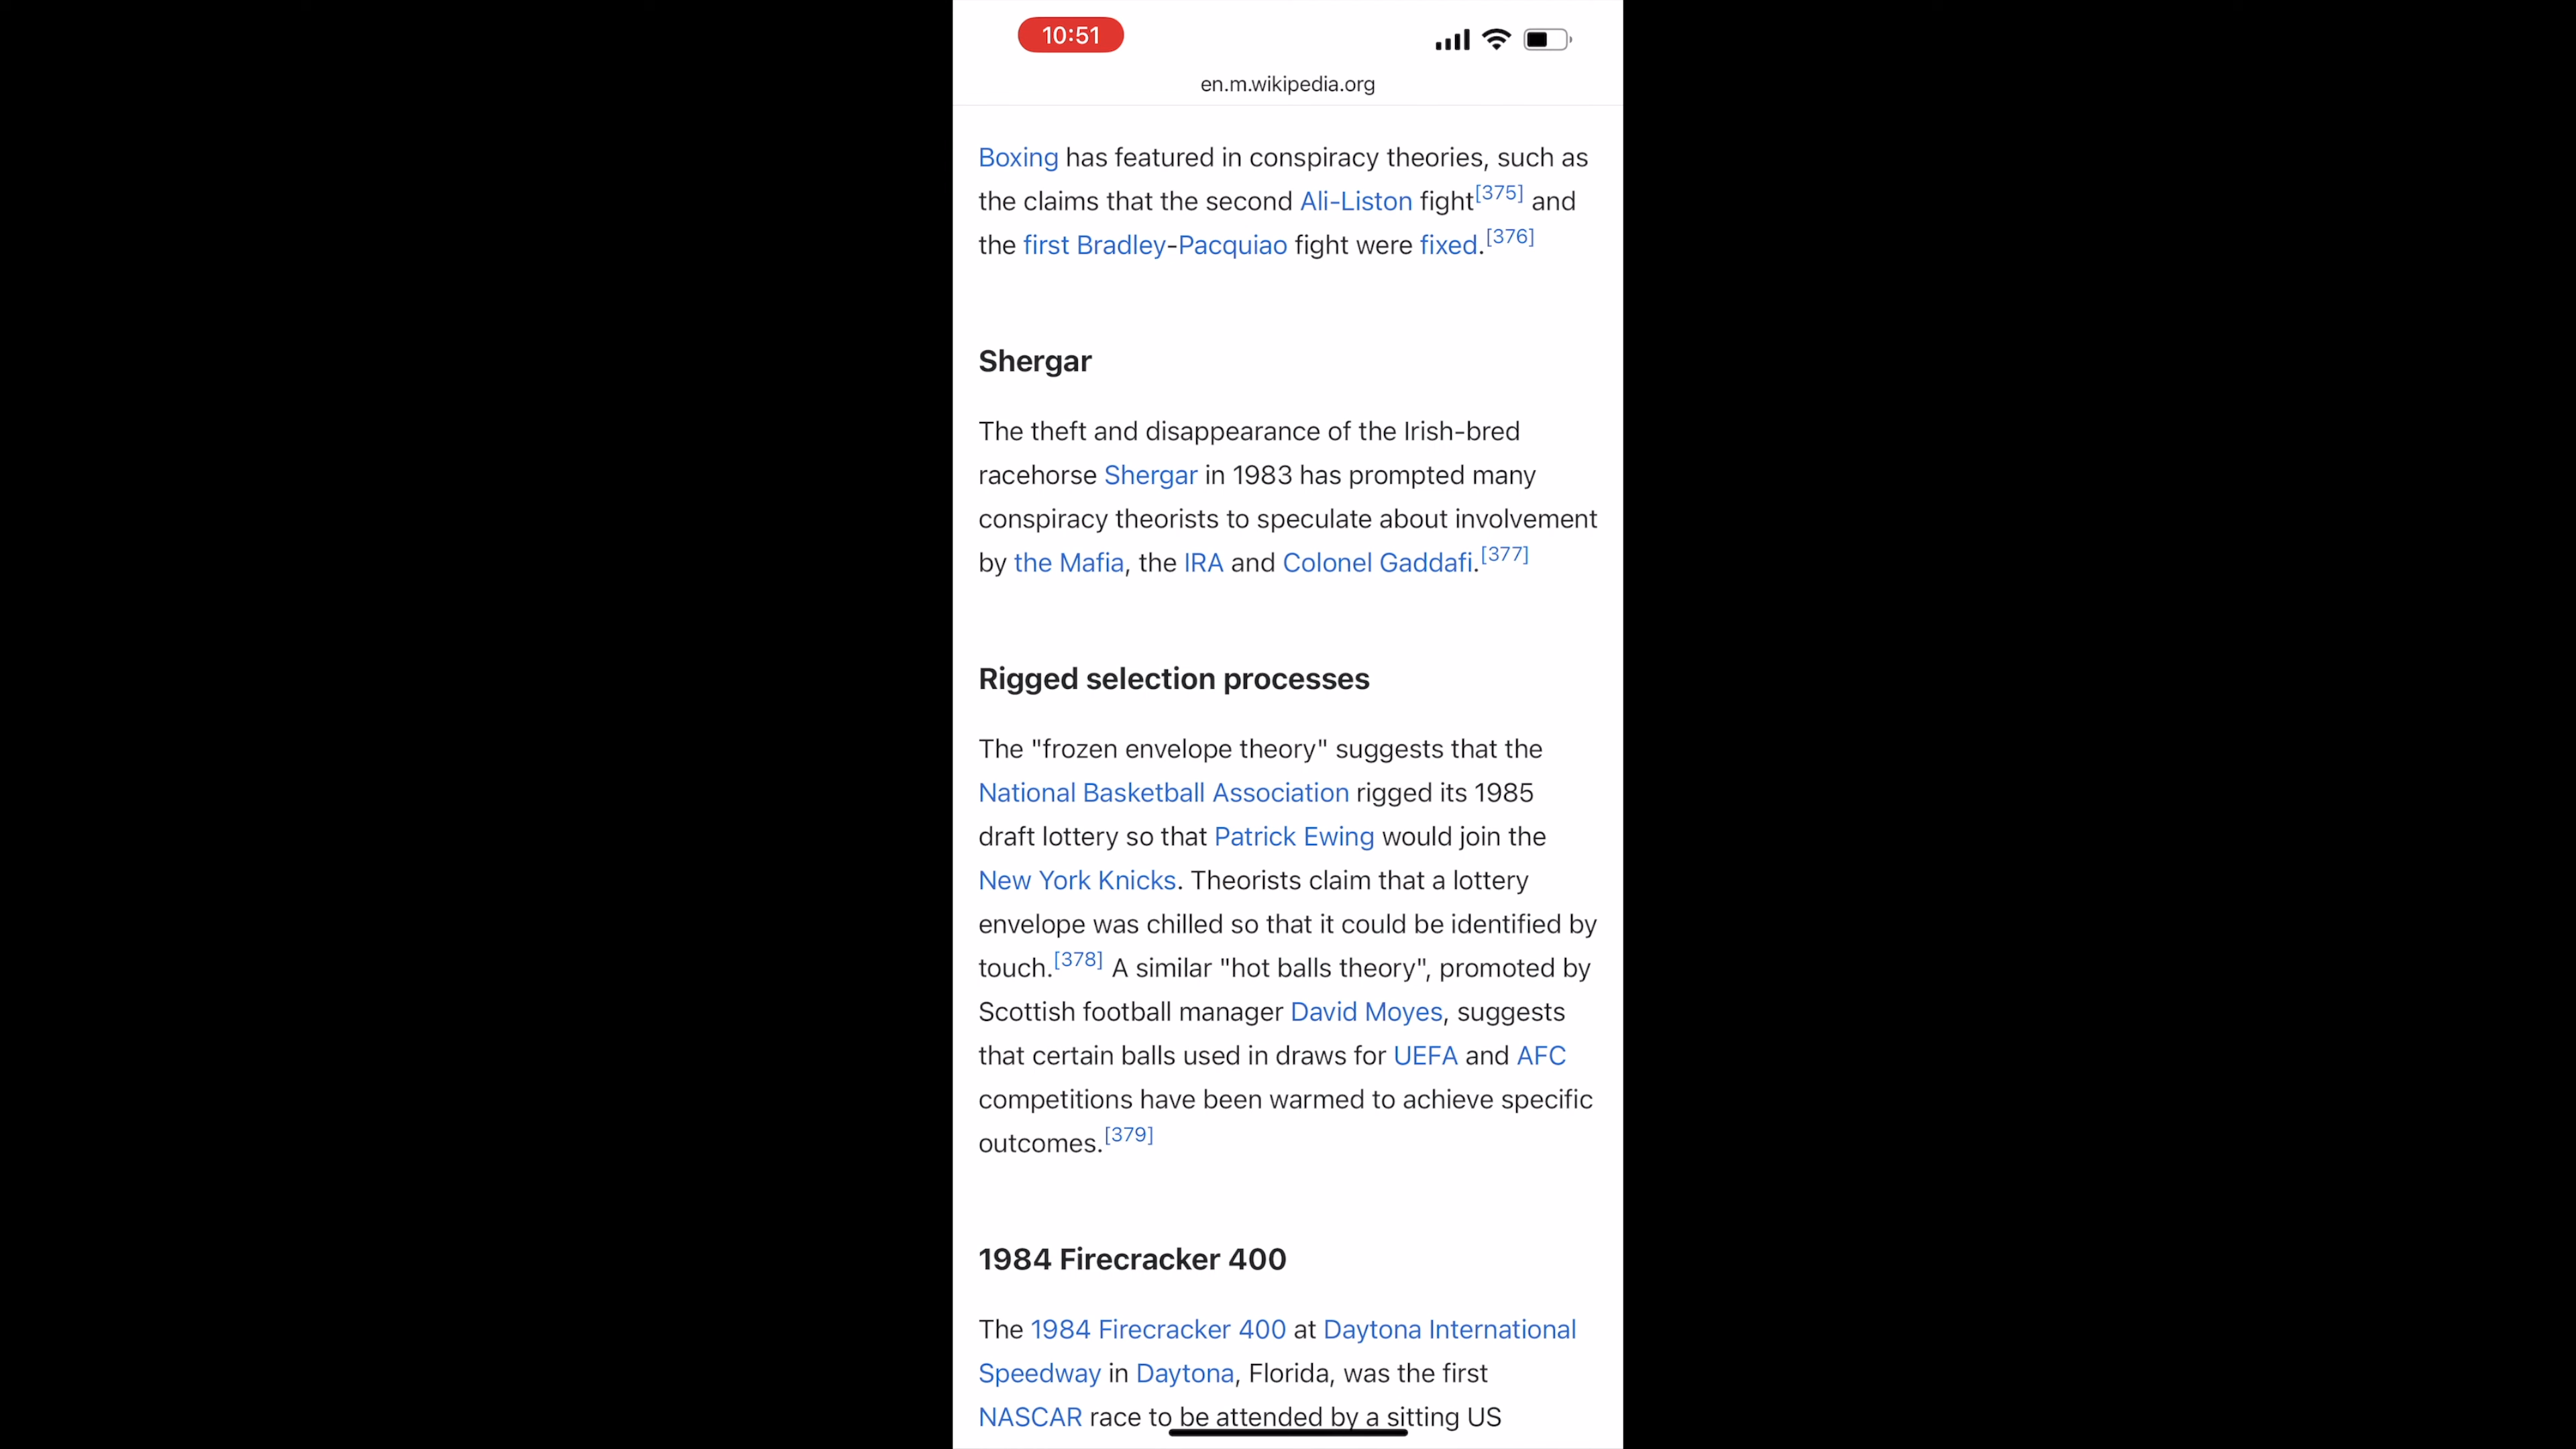 10:51
en.m.wikipedia.org
Boxing has featured in conspiracy theories, such as
the claims that the second Ali-Liston fight[375] and
the first Bradley-Pacquiao fight were fixed.[376]
Shergar
The theft and disappearance of the Irish-bred
racehorse Shergar in 1983 has prompted many
conspiracy theorists to speculate about involvement
by the Mafia, the IRA and Colonel Gaddafi.[377]
Rigged selection processes
The "frozen envelope theory" suggests that the
National Basketball Association rigged its 1985
draft lottery so that Patrick Ewing would join the
New York Knicks. Theorists claim that a lottery
envelope was chilled so that it could be identified by
touch.[378] A similar "hot balls theory", promoted by
Scottish football manager David Moyes, suggests
that certain balls used in draws for UEFA and AFC
competitions have been warmed to achieve specific
outcomes.[379]
1984 Firecracker 400
The 1984 Firecracker 400 at Daytona International
Speedway in Daytona, Florida, was the first
NASCAR race to be attended by a sitting US